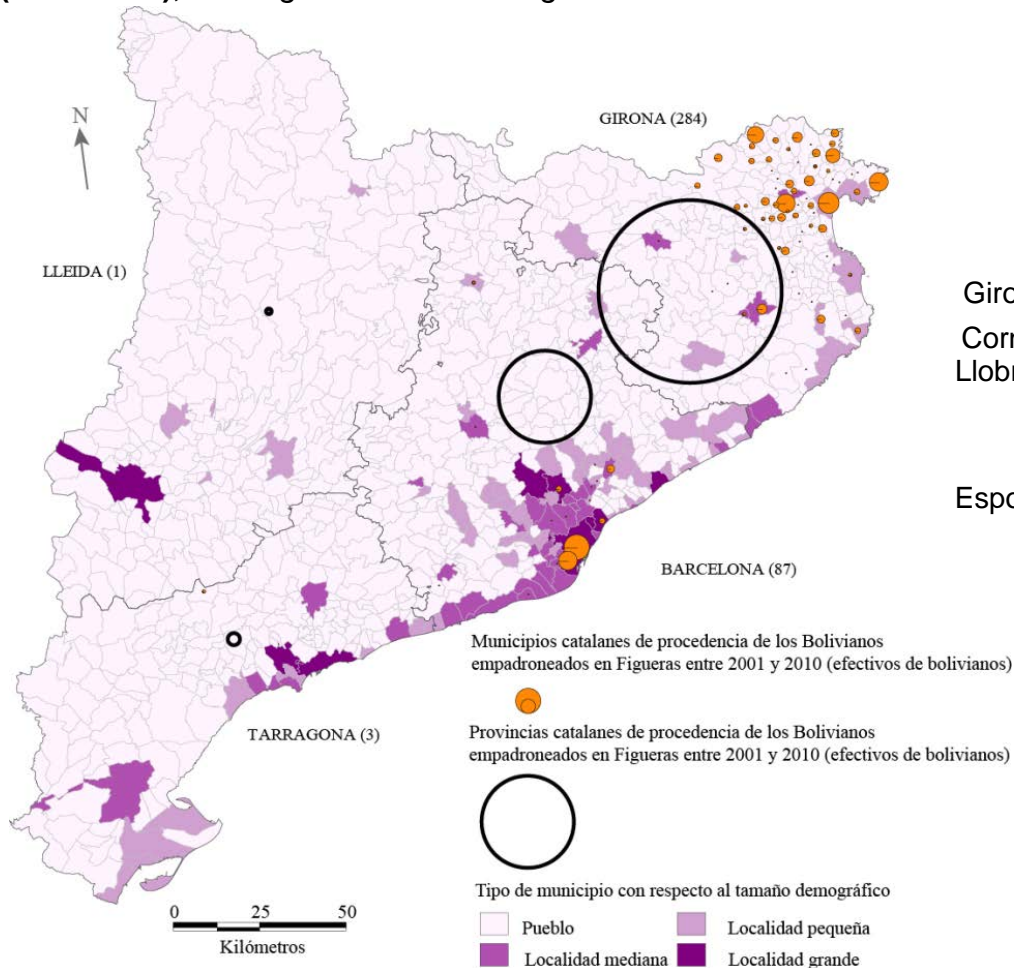 N
GIRONA (284)
LLEIDA (1)
Giro
Corn
Llobr
Espo
BARCELONA (87)
Municipios catalanes de procedencia de los Bolivianos
empadroneados en Figueras entre 2001 y 2010 (efectivos de bolivianos)
Provincias catalanes de procedencia de los Bolivianos
empadroneados en Figueras entre 2001 y 2010 (efectivos de bolivianos)
TARRAGONA (3)
Tipo de municipio con respecto al tamaño demográfico
Pueblo
Localidad pequeña
Localidad mediana
Localidad grande
0 25 50
Kilómetros